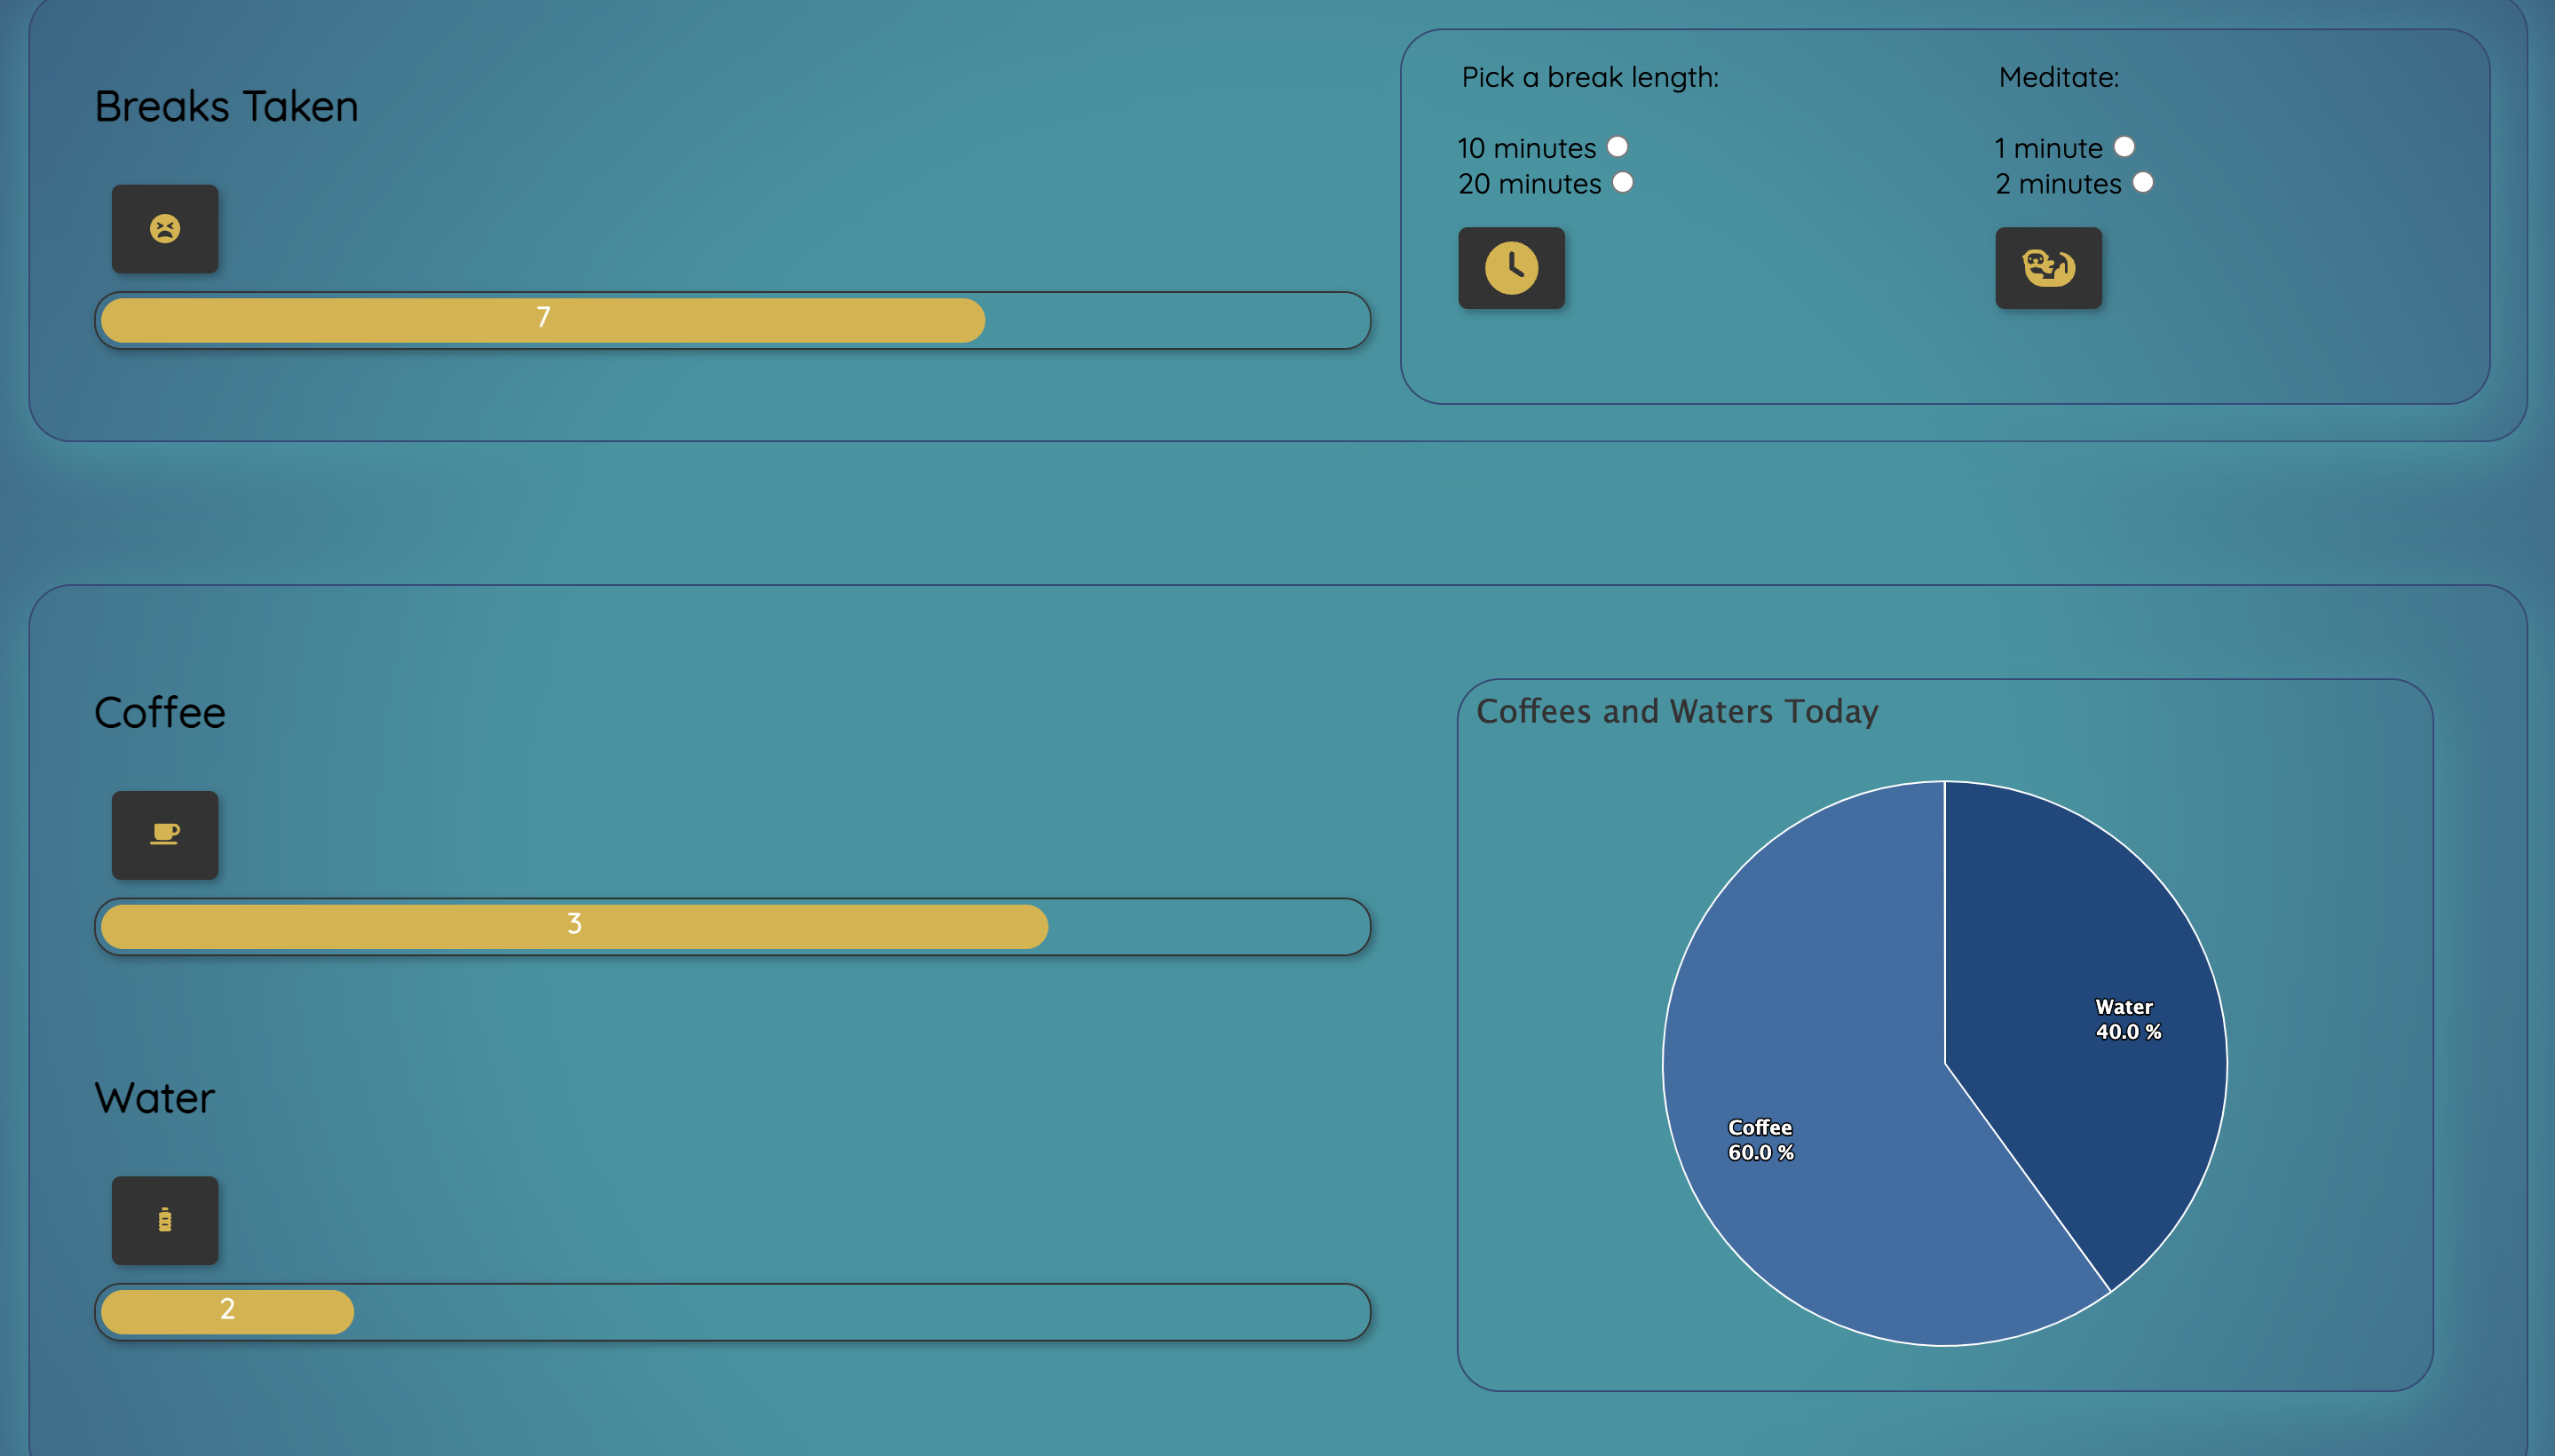 Breaks Taken
7
Pick a break length:
10 minutes
20 minutes
Meditate:
1 minute
2 minutes
Coffee
3
Water
2
Coffees and Waters Today
Water
40.0 %
Coffee
60.0 %